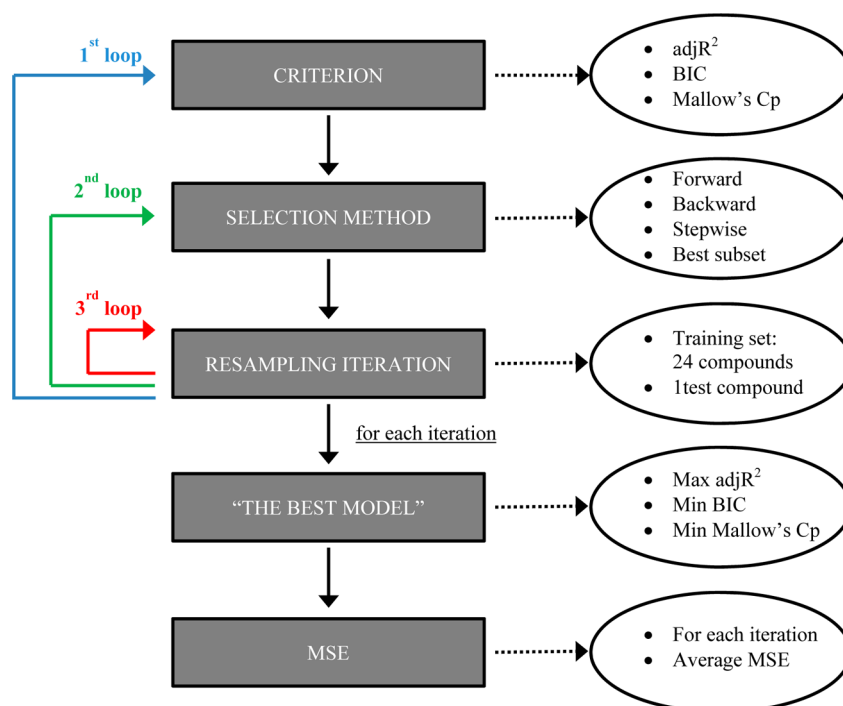 1st loop
CRITERION
• adjR²
• BIC
• Mallow's Cp
2nd loop
SELECTION METHOD
• Forward
• Backward
• Stepwise
• Best subset
3rd loop
RESAMPLING ITERATION
• Training set:
24 compounds
• 1test compound
for each iteration
“THE BEST MODEL”
• Max adjR²
• Min BIC
• Min Mallow's Cp
MSE
• For each iteration
• Average MSE